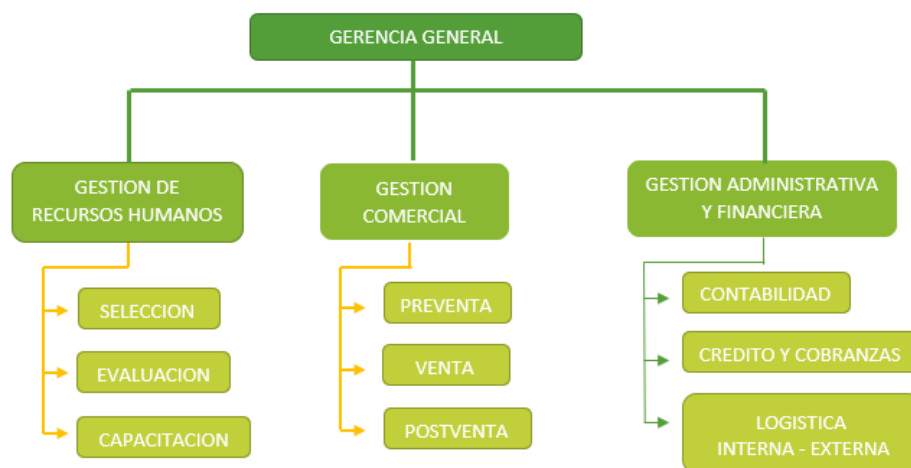 GERENCIA GENERAL
GESTION DE
RECURSOS HUMANOS
SELECCION
EVALUACION
CAPACITACION
GESTION
COMERCIAL
PREVENTA
VENTA
POSTVENTA
GESTION ADMINISTRATIVA
Y FINANCIERA
CONTABILIDAD
CREDITO Y COBRANZAS
LOGISTICA
INTERNA - EXTERNA